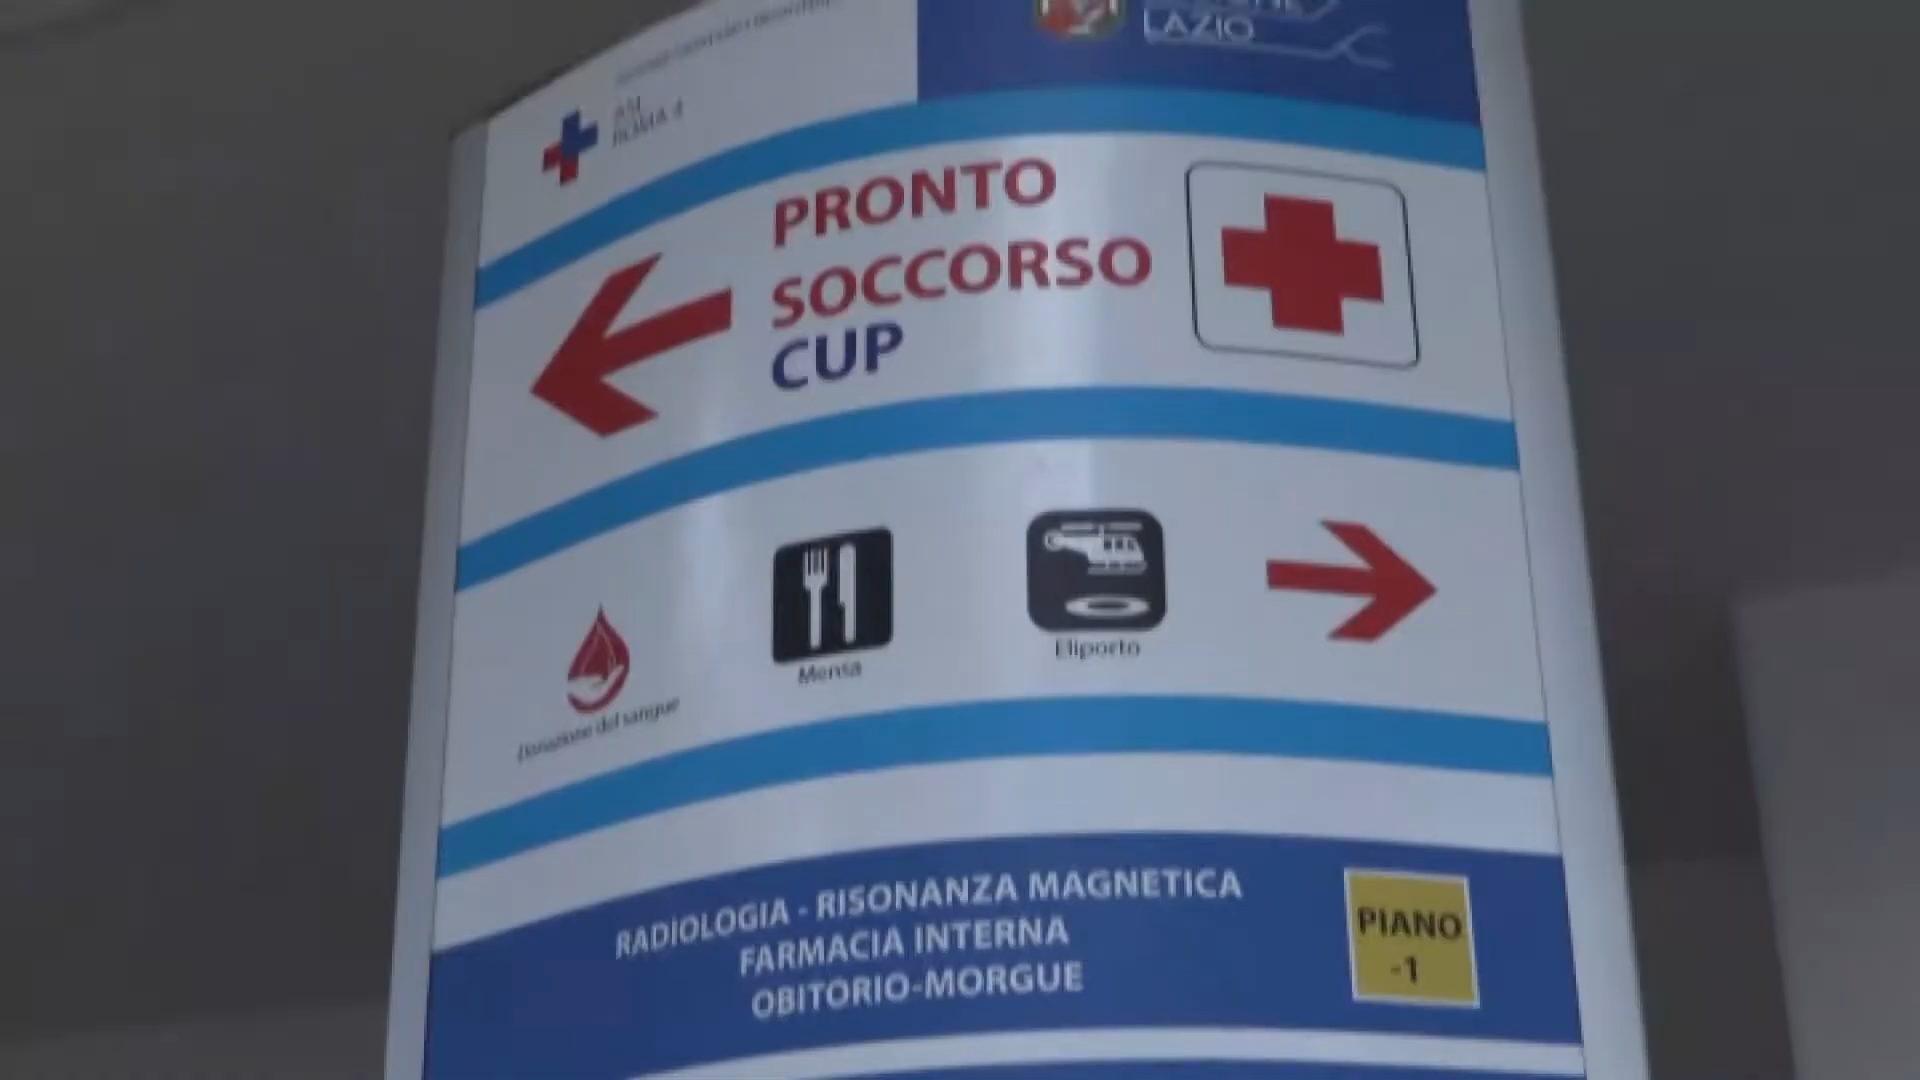 LAZIO
ASL
ROMA 4
PRONTO
SOCCORSO
CUP
Donazione del sangue
Mensa
Eliporto
RADIOLOGIA - RISONANZA MAGNETICA
FARMACIA INTERNA
OBITORIO-MORGUE
PIANO
-1